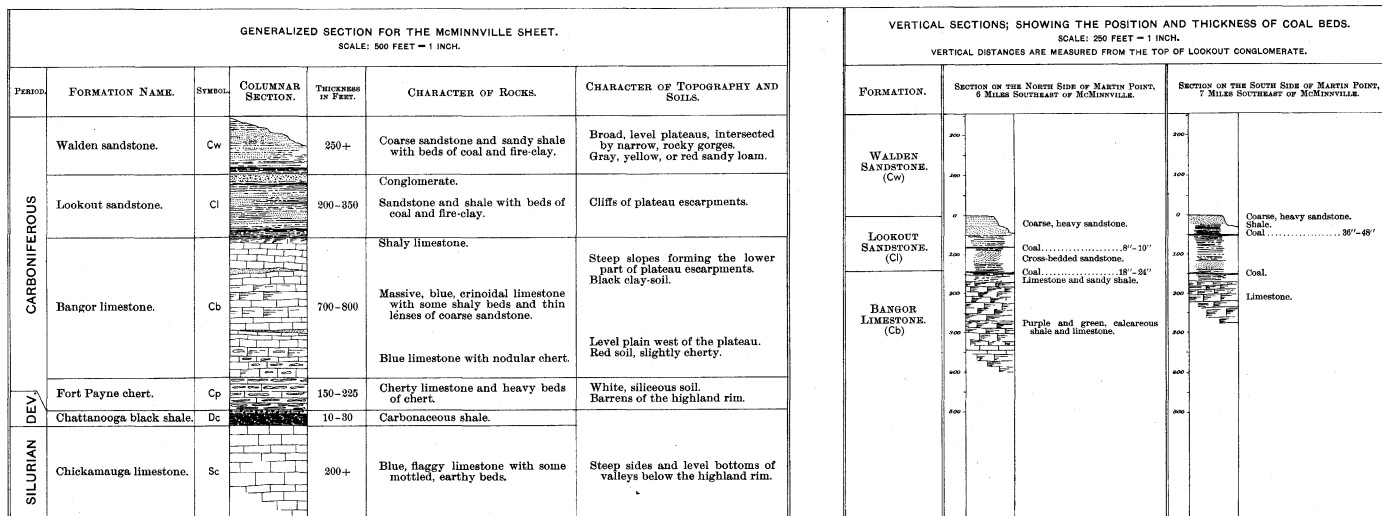 GENERALIZED SECTION FOR THE McMINNVILLE SHEET.
SCALE: 500 FEET = 1 INCH.
PERIOD.
FORMATION NAME.
SYMBOL.
COLUMNAR
SECTION.
THICKNESS
IN FEET.
CHARACTER OF ROCKS.
CHARACTER OF TOPOGRAPHY AND
SOILS.
CARBONIFEROUS
Walden sandstone.
Cw
250+
Coarse sandstone and sandy shale
with beds of coal and fire-clay.
Broad, level plateaus, intersected
by narrow, rocky gorges.
Gray, yellow, or red sandy loam.
Lookout sandstone.
Cl
200–350
Conglomerate.
Sandstone and shale with beds of
coal and fire-clay.
Cliffs of plateau escarpments.
Bangor limestone.
Cb
700–800
Shaly limestone.
Massive, blue, crinoidal limestone
with some shaly beds and thin
lenses of coarse sandstone.
Blue limestone with nodular chert.
Steep slopes forming the lower
part of plateau escarpments.
Black clay-soil.
Level plain west of the plateau.
Red soil, slightly cherty.
Fort Payne chert.
Cp
150–225
Cherty limestone and heavy beds
of chert.
White, siliceous soil.
Barrens of the highland rim.
DEV.
Chattanooga black shale.
Dc
10–30
Carbonaceous shale.
SILURIAN
Chickamauga limestone.
Sc
200+
Blue, flaggy limestone with some
mottled, earthy beds.
Steep sides and level bottoms of
valleys below the highland rim.
VERTICAL SECTIONS; SHOWING THE POSITION AND THICKNESS OF COAL BEDS.
SCALE: 250 FEET = 1 INCH.
VERTICAL DISTANCES ARE MEASURED FROM THE TOP OF LOOKOUT CONGLOMERATE.
FORMATION.
SECTION ON THE NORTH SIDE OF MARTIN POINT,
6 MILES SOUTHEAST OF McMINNVILLE.
SECTION ON THE SOUTH SIDE OF MARTIN POINT,
7 MILES SOUTHEAST OF McMINNVILLE.
WALDEN
SANDSTONE.
(Cw)
LOOKOUT
SANDSTONE.
(Cl)
BANGOR
LIMESTONE.
(Cb)
200
100
0
100
200
300
400
500
Coarse, heavy sandstone.
Coal......................8"–10"
Cross-bedded sandstone.
Coal.....................18"–24"
Limestone and sandy shale.
Purple and green, calcareous
shale and limestone.
200
100
0
100
200
300
400
500
Coarse, heavy sandstone.
Shale.
Coal....................36"–48"
Coal.
Limestone.